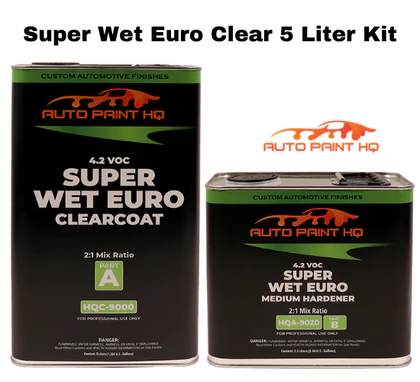 Super Wet Euro Clear 5 Liter Kit
CUSTOM AUTOMOTIVE FINISHES
AUTO PAINT HQ
4.2 VOC
SUPER
WET EURO
CLEARCOAT
2:1 Mix Ratio
PART
A
HQC-9000
FOR PROFESSIONAL USE ONLY
DANGER:
AUTO PAINT HQ
CUSTOM AUTOMOTIVE FINISHES
AUTO PAINT HQ
4.2 VOC
SUPER
WET EURO
MEDIUM HARDENER
2:1 Mix Ratio
HQA-9020
PART
B
FOR PROFESSIONAL USE ONLY
DANGER: